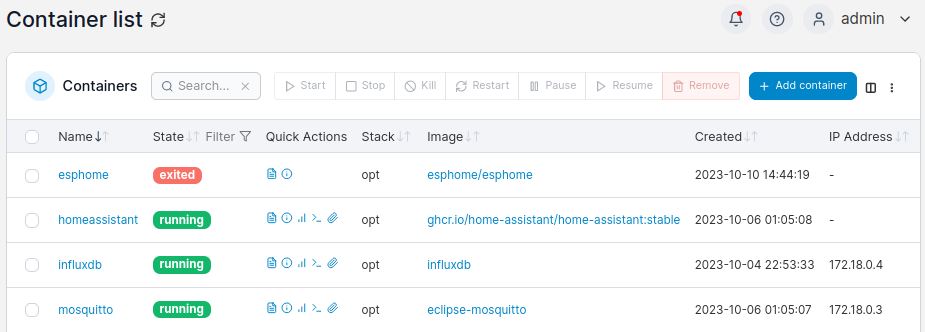 Container list
admin
Containers Search... Start Stop Kill Restart Pause Resume Remove + Add container
Name State Filter Quick Actions Stack Image Created IP Address
esphome exited opt esphome/esphome 2023-10-10 14:44:19 -
homeassistant running opt ghcr.io/home-assistant/home-assistant:stable 2023-10-06 01:05:08 -
influxdb running opt influxdb 2023-10-04 22:53:33 172.18.0.4
mosquitto running opt eclipse-mosquitto 2023-10-06 01:05:07 172.18.0.3